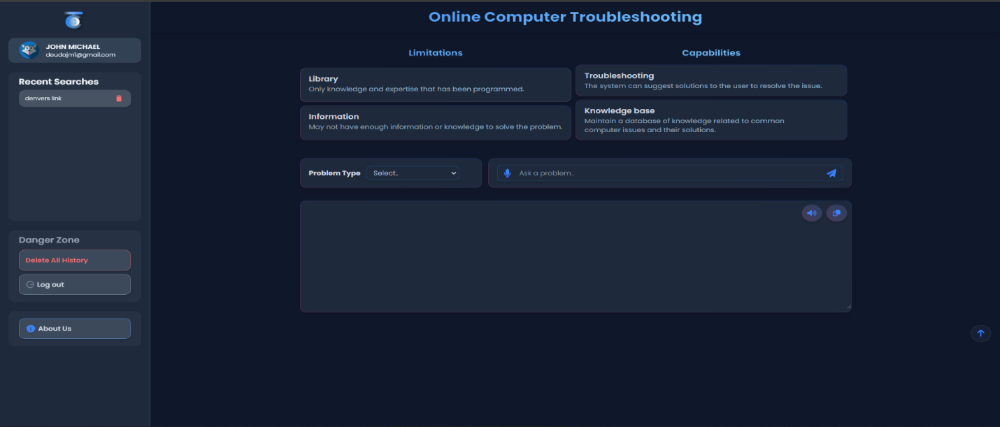 Online Computer Troubleshooting
JOHN MICHAEL
deudajm1@gmail.com
Recent Searches
denvers link
Danger Zone
Delete All History
Log out
About Us
Limitations
Library
Only knowledge and expertise that has been programmed.
Information
May not have enough information or knowledge to solve the problem.
Capabilities
Troubleshooting
The system can suggest solutions to the user to resolve the issue.
Knowledge base
Maintain a database of knowledge related to common
computer issues and their solutions.
Problem Type
Select..
Ask a problem..